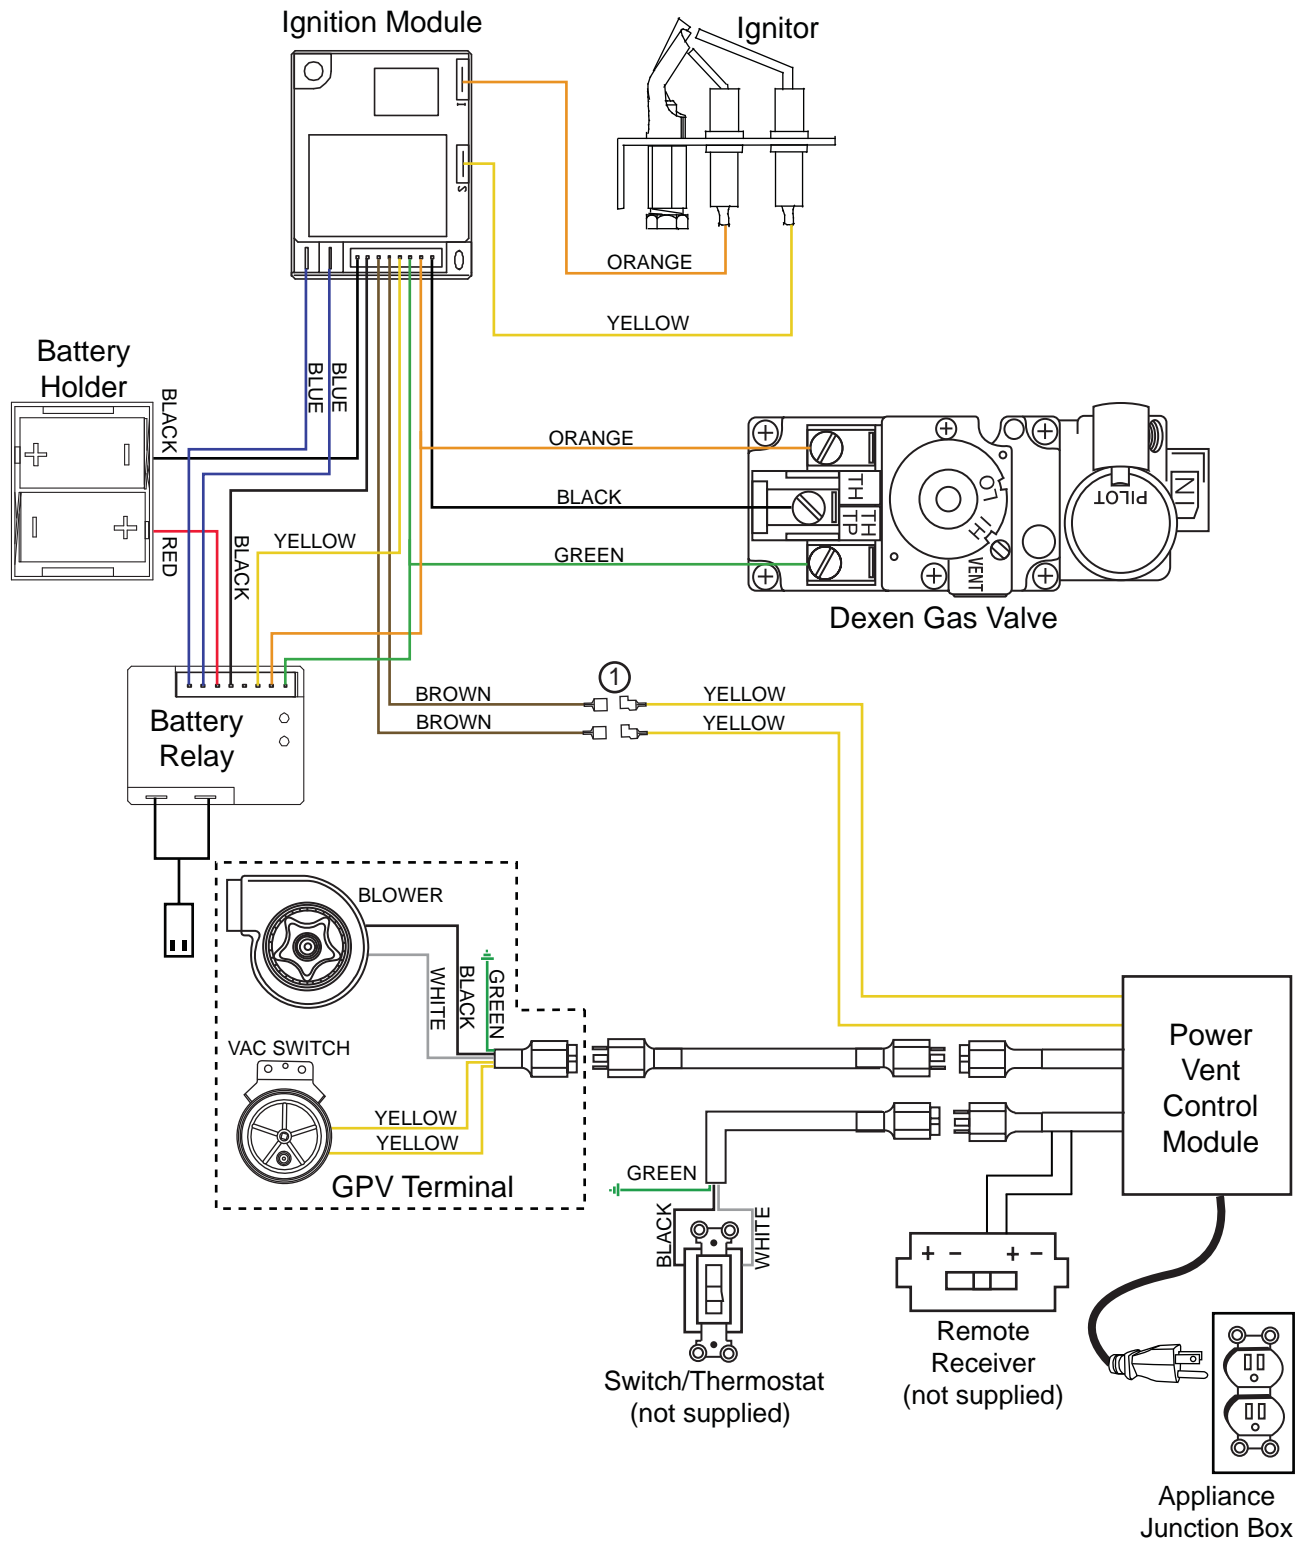 Ignition Module
Ignitor
I
S
ORANGE
YELLOW
Battery
Holder
BLACK
BLUE
BLUE
+
-
-
+
RED
BLACK
YELLOW
ORANGE
BLACK
GREEN
TH
TH
TP
LO
HI
VENT
PILOT
IN
Dexen Gas Valve
1
BROWN
YELLOW
BROWN
YELLOW
Battery
Relay
BLOWER
WHITE
BLACK
GREEN
VAC SWITCH
YELLOW
YELLOW
GPV Terminal
Power
Vent
Control
Module
GREEN
BLACK
WHITE
+ - + -
Switch/Thermostat
(not supplied)
Remote
Receiver
(not supplied)
Appliance
Junction Box